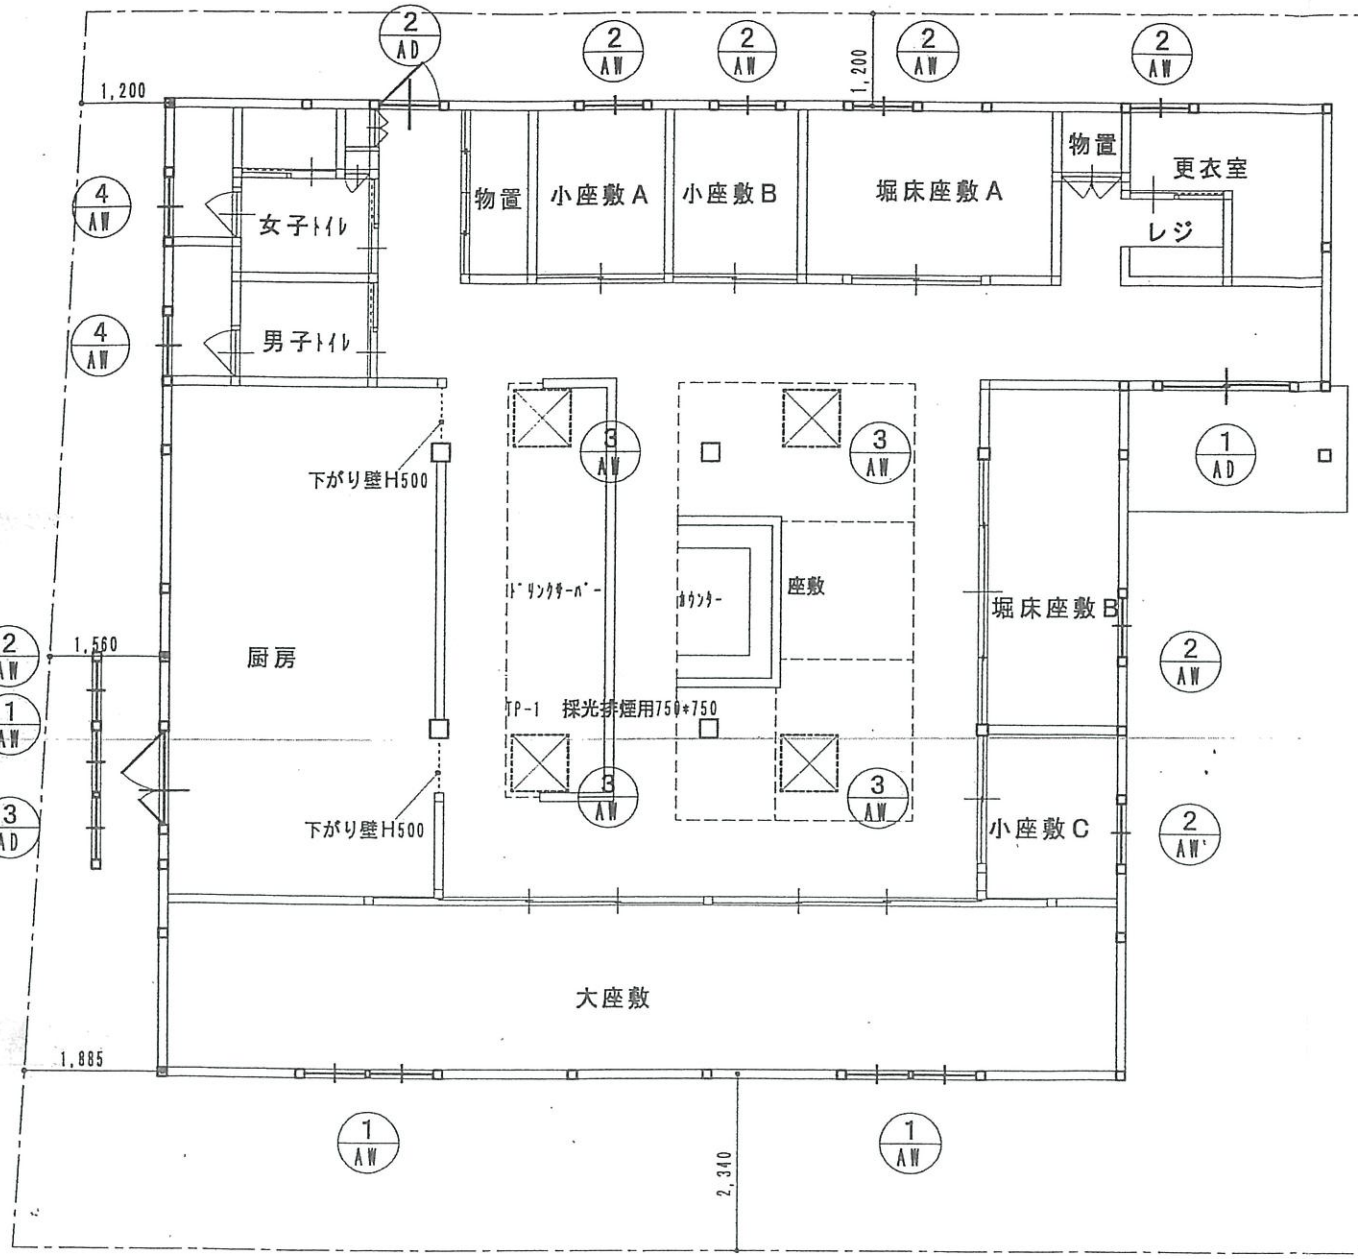 2
AD
2
AW
2
AW
2
AW
2
AW
1,200
1,200
物置
更衣室
4
AW
女子ﾄｲﾚ
物置
小座敷A
小座敷B
堀床座敷A
レジ
4
AW
男子ﾄｲﾚ
下がり壁H500
3
AW
3
AW
1
AD
ﾄﾞﾘﾝｸｻｰﾊﾞｰ
ｶｳﾝﾀｰ
座敷
堀床座敷B
2
AW
1,560
厨房
2
AW
1
AW
TP-1 採光排煙用750*750
3
AD
下がり壁H500
3
AW
3
AW
小座敷C
2
AW
大座敷
1,885
1
AW
1
AW
2,340